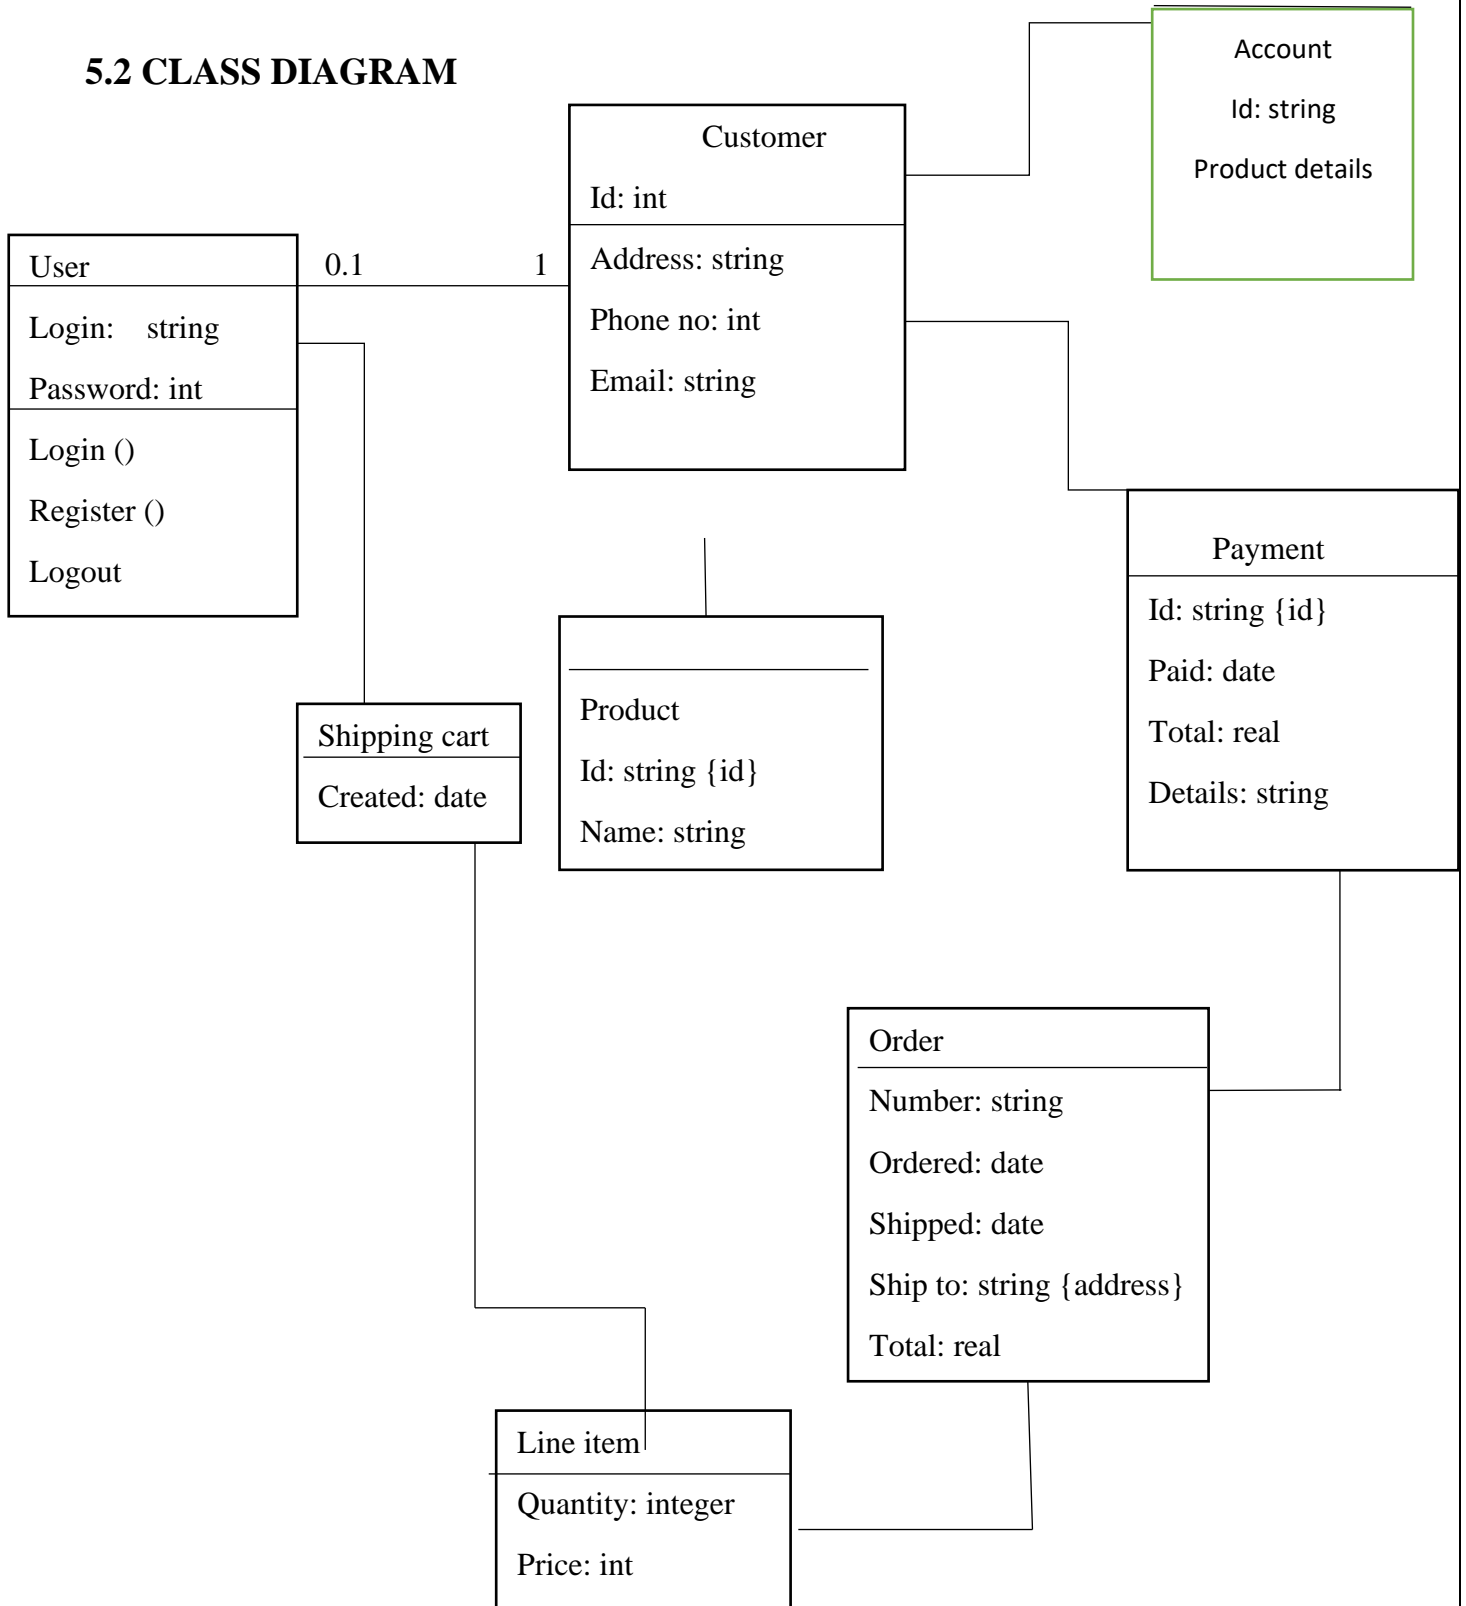 5.2 CLASS DIAGRAM
Account
Id: string
Product details
Customer
Id: int
Address: string
Phone no: int
Email: string
0.1 1
User
Login: string
Password: int
Login ()
Register ()
Logout
Payment
Id: string {id}
Paid: date
Total: real
Details: string
Product
Id: string {id}
Name: string
Shipping cart
Created: date
Order
Number: string
Ordered: date
Shipped: date
Ship to: string {address}
Total: real
Line item
Quantity: integer
Price: int